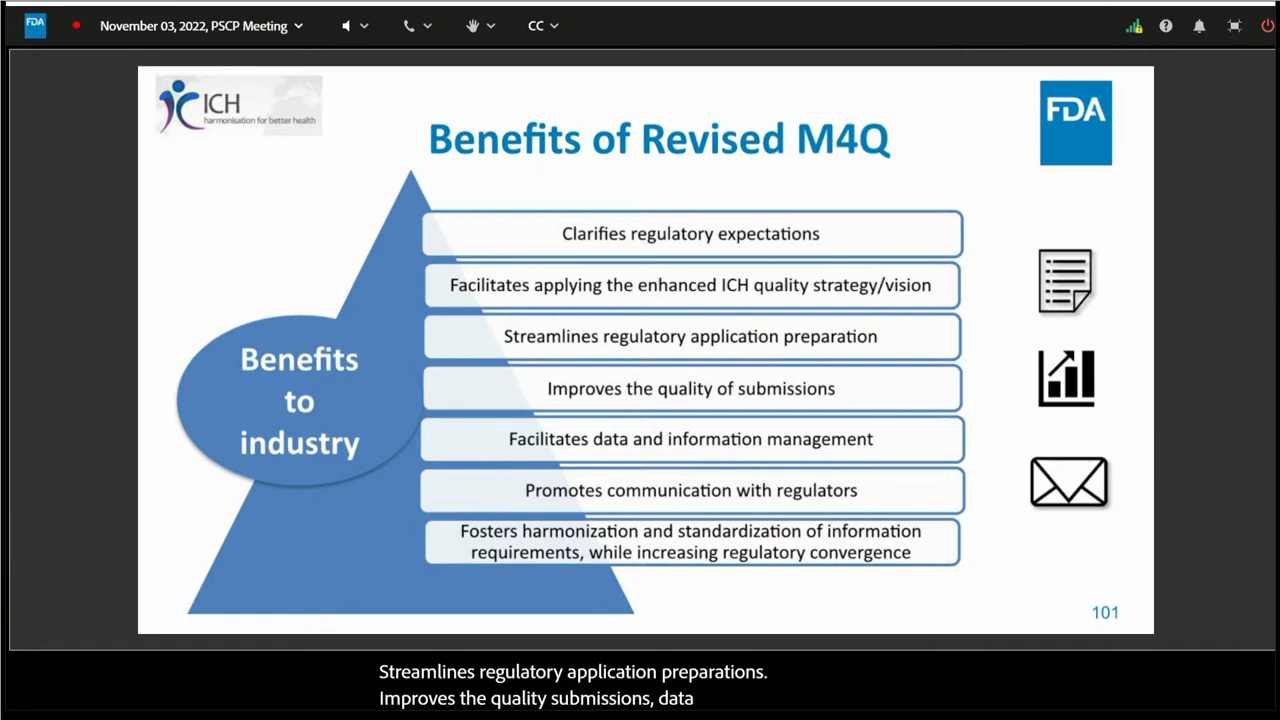 FDA
November 03, 2022, PSCP Meeting
CC
ICH
harmonisation for better health
FDA
Benefits of Revised M4Q
Clarifies regulatory expectations
Facilitates applying the enhanced ICH quality strategy/vision
Streamlines regulatory application preparation
Improves the quality of submissions
Facilitates data and information management
Promotes communication with regulators
Fosters harmonization and standardization of information
requirements, while increasing regulatory convergence
Benefits
to
industry
101
Streamlines regulatory application preparations.
Improves the quality submissions, data